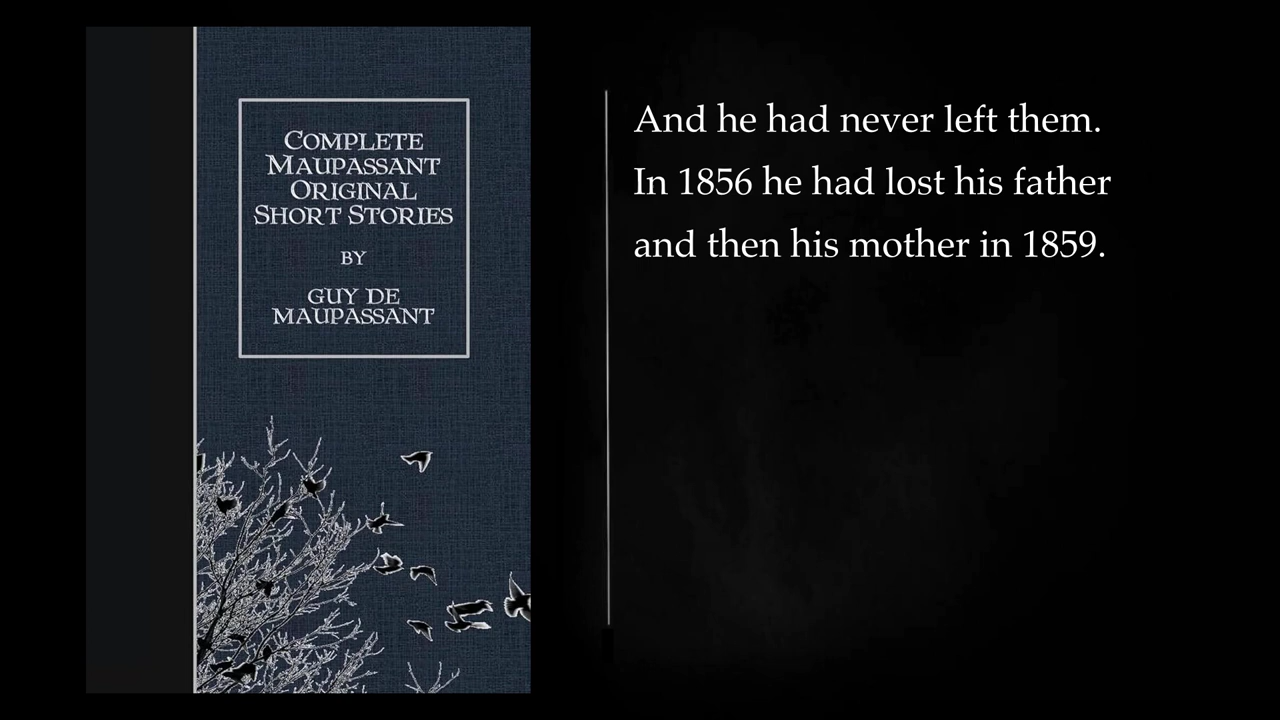 COMPLETE
MAUPASSANT
ORIGINAL
SHORT STORIES
BY
GUY DE
MAUPASSANT
And he had never left them.
In 1856 he had lost his father
and then his mother in 1859.